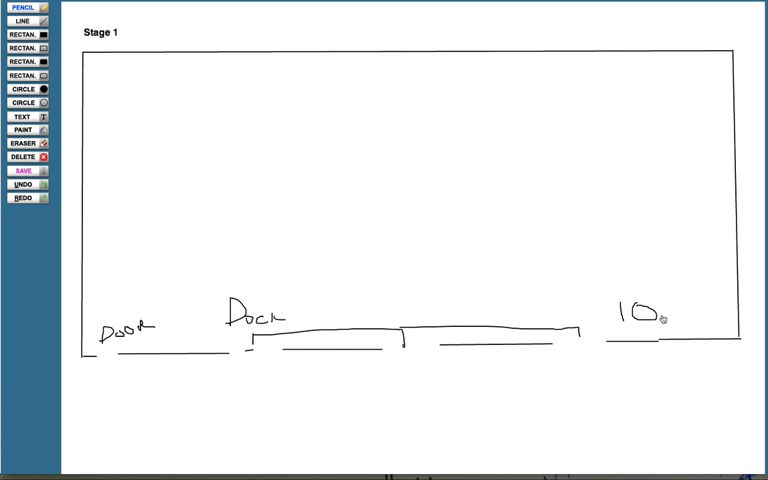 PENCIL
LINE
RECTAN.
RECTAN.
RECTAN.
RECTAN.
CIRCLE
CIRCLE
TEXT T
PAINT
ERASER
DELETE
SAVE
UNDO
REDO
Stage 1
Door
Dock
10